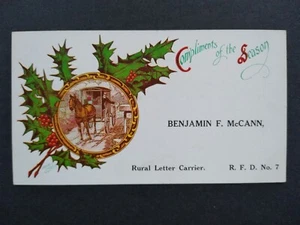 Compliments of the Season
BENJAMIN F. McCANN,
Rural Letter Carrier. R. F. D. No. 7